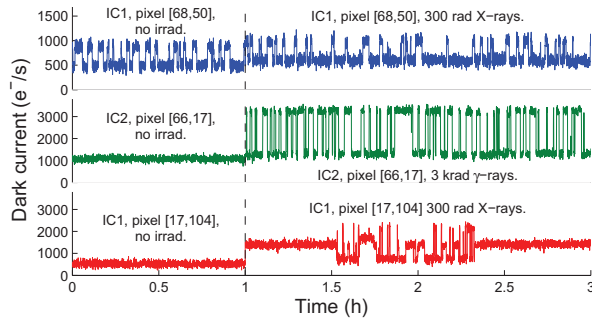 IC1, pixel [68,50],
no irrad.
IC1, pixel [68,50], 300 rad X-rays.
1500
1000
500
0
IC2, pixel [66,17],
no irrad.
IC2, pixel [66,17], 3 krad γ-rays.
3000
2000
1000
0
IC1, pixel [17,104],
no irrad.
IC1, pixel [17,104] 300 rad X-rays.
3000
2000
1000
0
Dark current (e⁻/s)
0 0.5 1 1.5 2 2.5 3
Time (h)